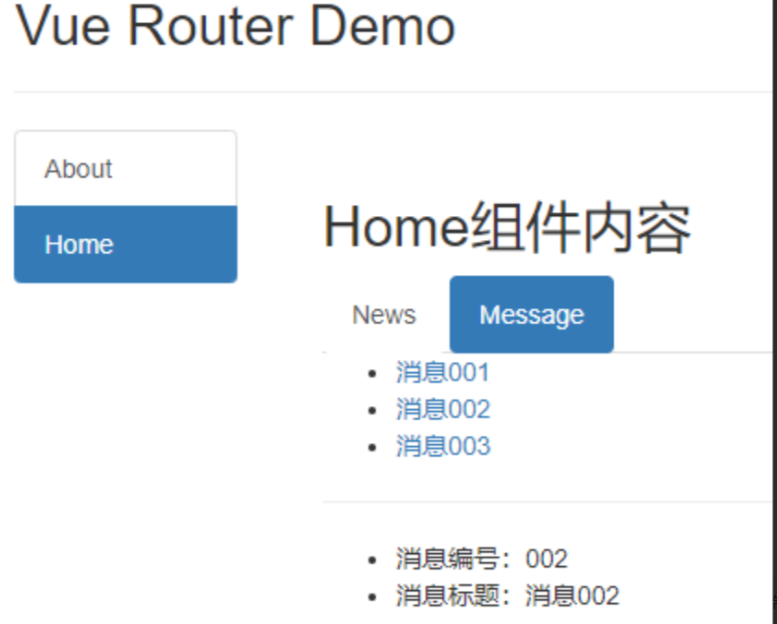 Vue Router Demo
About
Home
Home组件内容
News Message
消息001
消息002
消息003
消息编号：002
消息标题：消息002